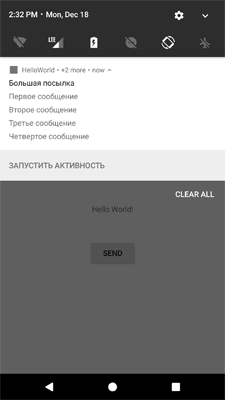 2:32 PM • Mon, Dec 18
LTE
HelloWorld • +2 more • now
Большая посылка
Первое сообщение
Второе сообщение
Третье сообщение
Четвертое сообщение
ЗАПУСТИТЬ АКТИВНОСТЬ
CLEAR ALL
Hello World!
SEND